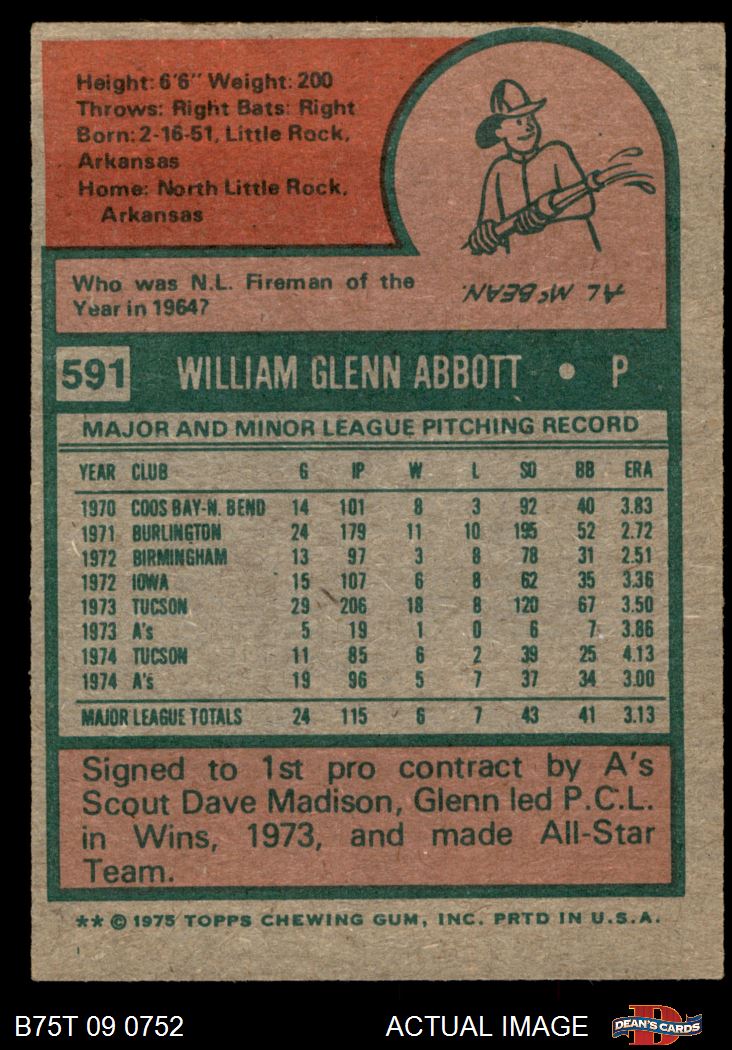 Height: 6'6" Weight: 200
Throws: Right Bats: Right
Born: 2-16-51, Little Rock,
Arkansas
Home: North Little Rock,
Arkansas
Who was N.L. Fireman of the
Year in 1964?
AL McBEAN.
591 WILLIAM GLENN ABBOTT • P
MAJOR AND MINOR LEAGUE PITCHING RECORD
YEAR CLUB G IP W L SO BB ERA
1970 COOS BAY-N. BEND 14 101 8 3 92 40 3.83
1971 BURLINGTON 24 179 11 10 195 52 2.72
1972 BIRMINGHAM 13 97 3 8 78 31 2.51
1972 IOWA 15 107 6 8 62 35 3.36
1973 TUCSON 29 206 18 8 120 67 3.50
1973 A's 5 19 1 0 6 7 3.86
1974 TUCSON 11 85 6 2 39 25 4.13
1974 A's 19 96 5 7 37 34 3.00
MAJOR LEAGUE TOTALS 24 115 6 7 43 41 3.13
Signed to 1st pro contract by A's
Scout Dave Madison, Glenn led P.C.L.
in Wins, 1973, and made All-Star
Team.
** © 1975 TOPPS CHEWING GUM, INC. PRTD IN U.S.A.
B75T 09 0752 ACTUAL IMAGE D DEAN'S CARDS